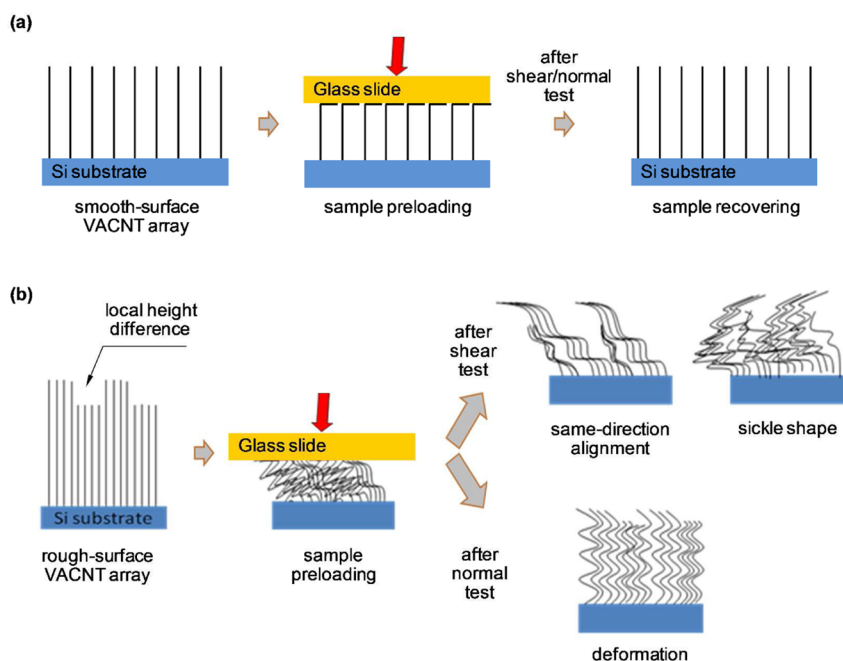 (a)
after
shear/normal
test
Glass slide
Si substrate
Si substrate
smooth-surface
VACNT array
sample preloading
sample recovering
(b)
local height
difference
after
shear
test
Glass slide
same-direction
alignment
sickle shape
Si substrate
rough-surface
VACNT array
sample
preloading
after
normal
test
deformation